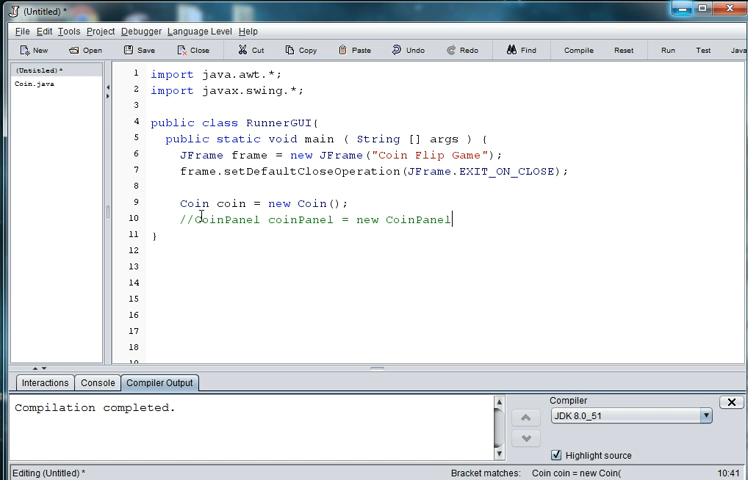 (Untitled) *
File Edit Tools Project Debugger Language Level Help
New Open Save Close Cut Copy Paste Undo Redo Find Compile Reset Run Test Java
(Untitled) *
Coin.java
1 import java.awt.*;
2 import javax.swing.*;
3
4 public class RunnerGUI{
5 public static void main ( String [] args ) {
6 JFrame frame = new JFrame("Coin Flip Game");
7 frame.setDefaultCloseOperation(JFrame.EXIT_ON_CLOSE);
8
9 Coin coin = new Coin();
10 //CoinPanel coinPanel = new CoinPanel
11 }
12
13
14
15
16
17
18
19
Interactions Console Compiler Output
Compilation completed.
Compiler
JDK 8.0_51
Highlight source
Editing (Untitled) * Bracket matches: Coin coin = new Coin( 10:41